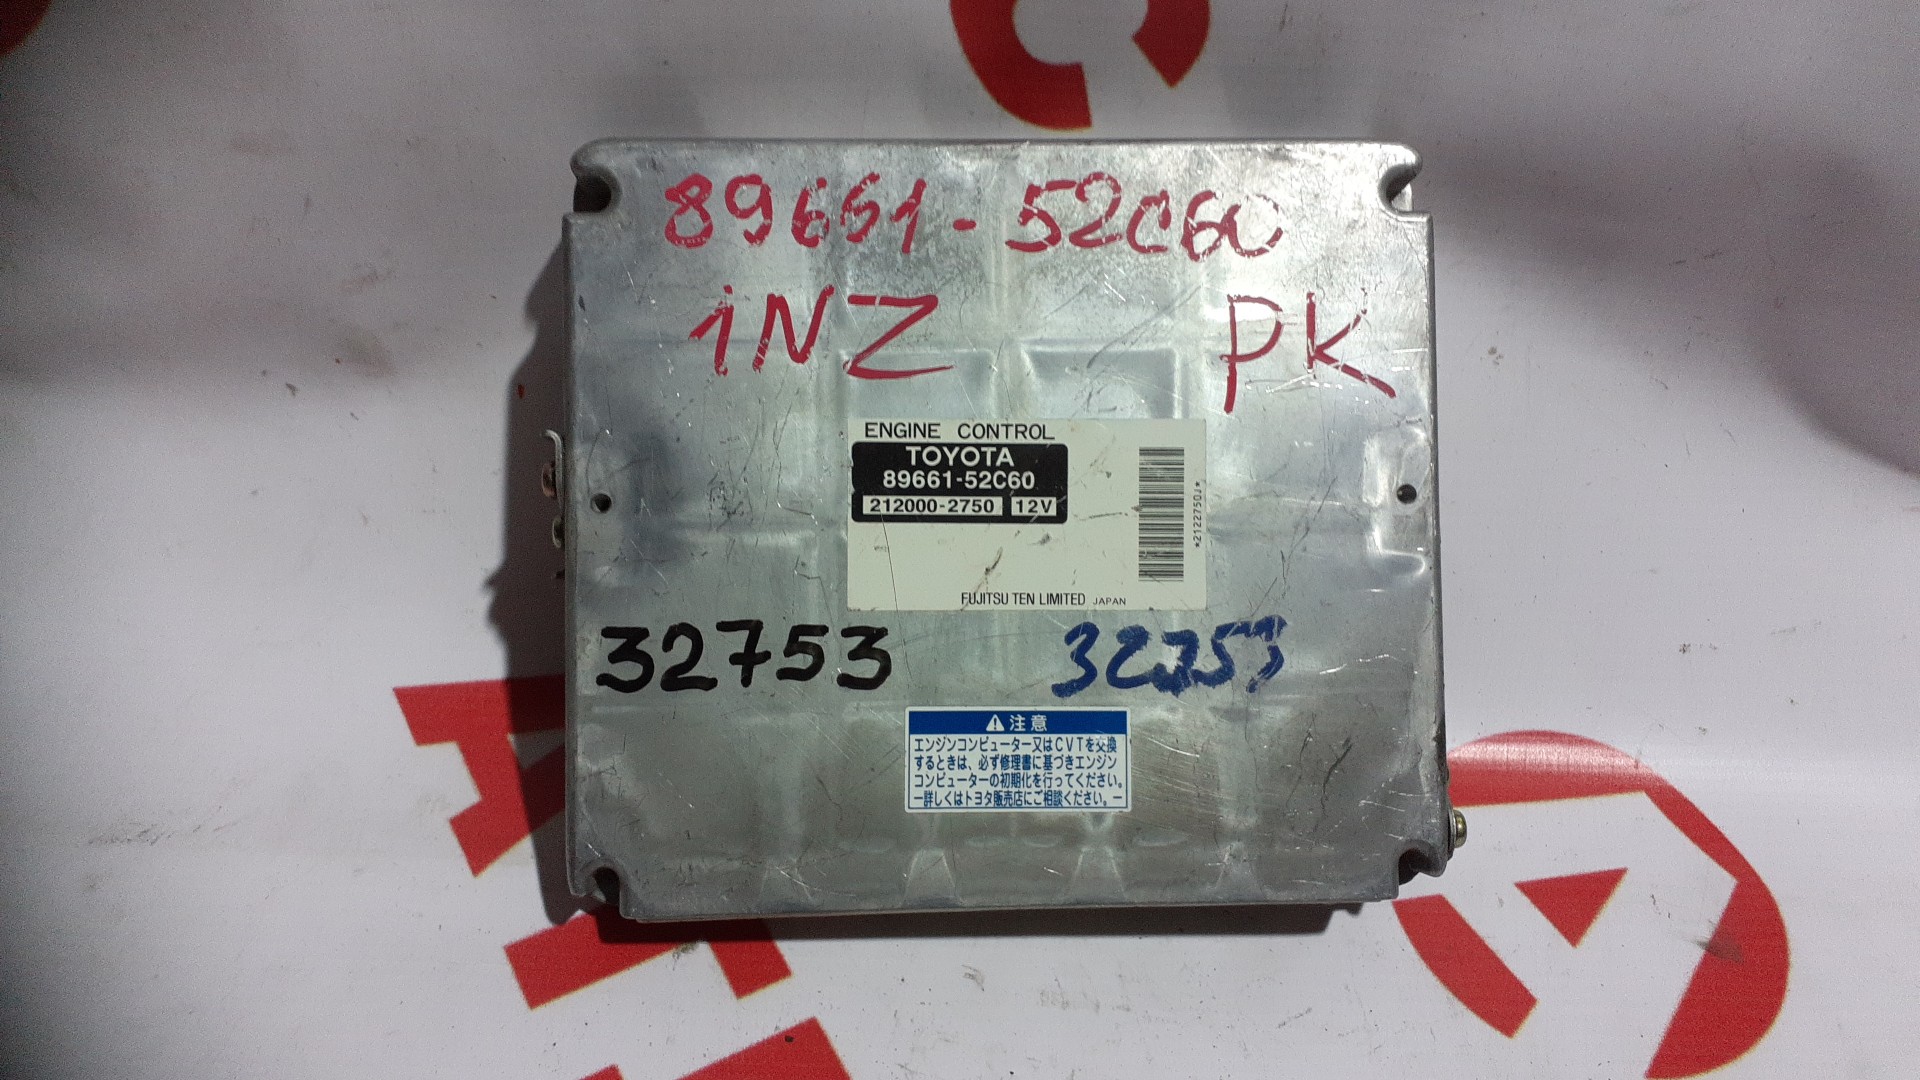 89661-52C60
1NZ PK
ENGINE CONTROL
TOYOTA
89661-52C60
212000-2750 12V
*2122750J*
FUJITSU TEN LIMITED JAPAN
32753 32753
注意
エンジンコンピューター又はCVTを交換
するときは、必ず修理書に基づきエンジン
コンピューターの初期化を行ってください。
ー詳しくはトヨタ販売店にご相談ください。ー